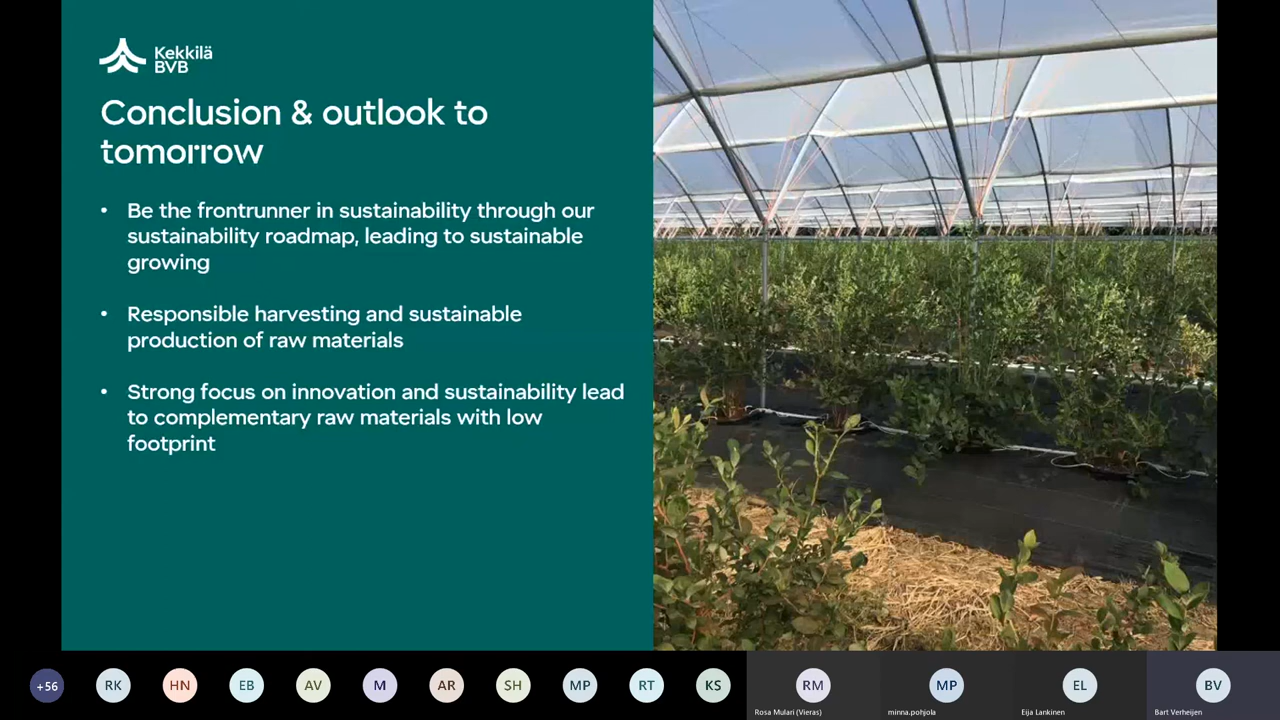 Kekkilä
BVB
Conclusion & outlook to
tomorrow
• Be the frontrunner in sustainability through our
sustainability roadmap, leading to sustainable
growing
• Responsible harvesting and sustainable
production of raw materials
• Strong focus on innovation and sustainability lead
to complementary raw materials with low
footprint
+56
RK
HN
EB
AV
M
AR
SH
MP
RT
KS
RM
MP
EL
BV
Rosa Mulari (Vieras)
minna.pohjola
Eija Lankinen
Bart Verheijen